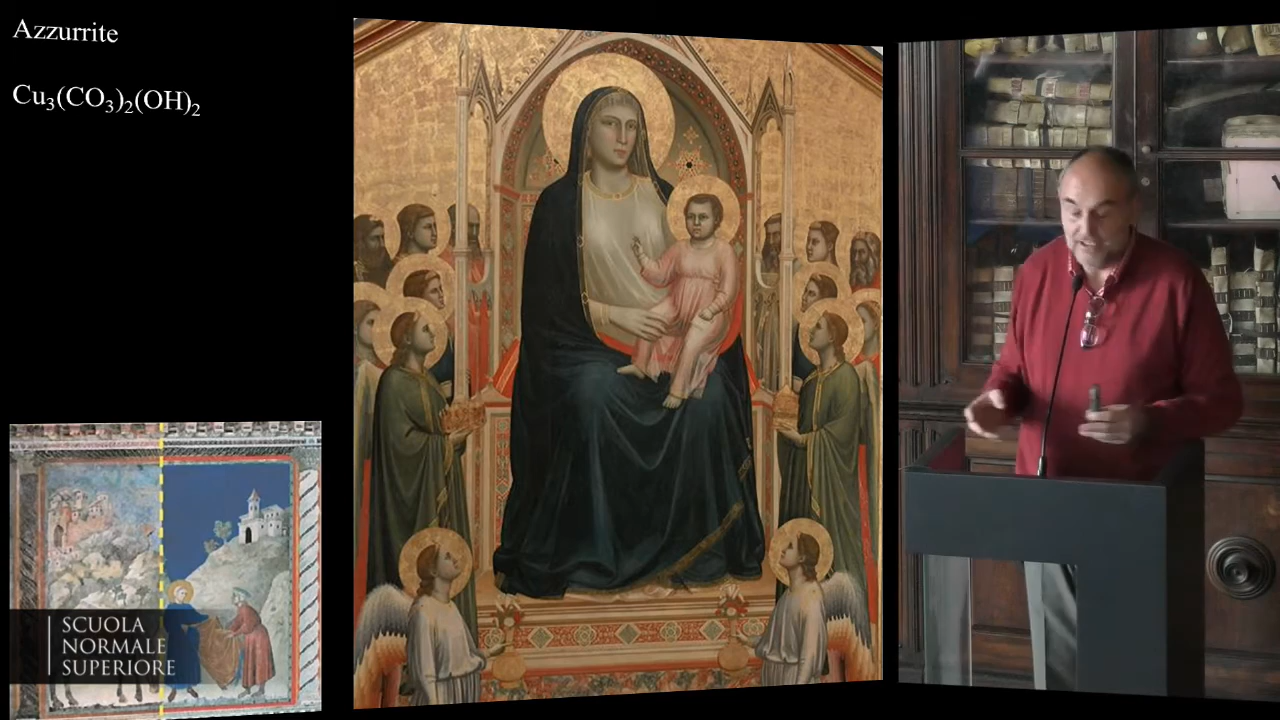 Azzurrite
Cu₃(CO₃)₂(OH)₂
SCUOLA
NORMALE
SUPERIORE